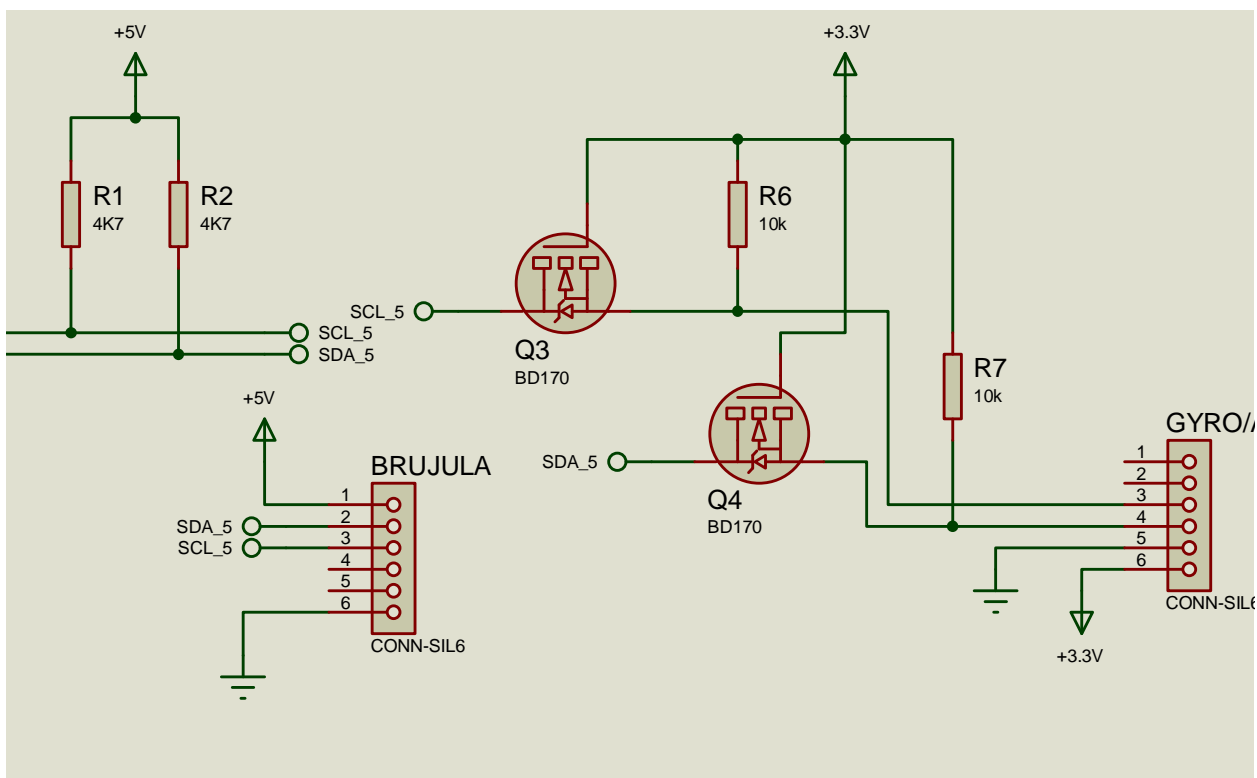 +5V
+3.3V
R1
4K7
R2
4K7
R6
10k
SCL_5
SCL_5
SDA_5
Q3
BD170
R7
10k
+5V
SDA_5
Q4
BD170
BRUJULA
1
2
3
4
5
6
SDA_5
SCL_5
CONN-SIL6
GYRO/A
1
2
3
4
5
6
CONN-SIL6
+3.3V